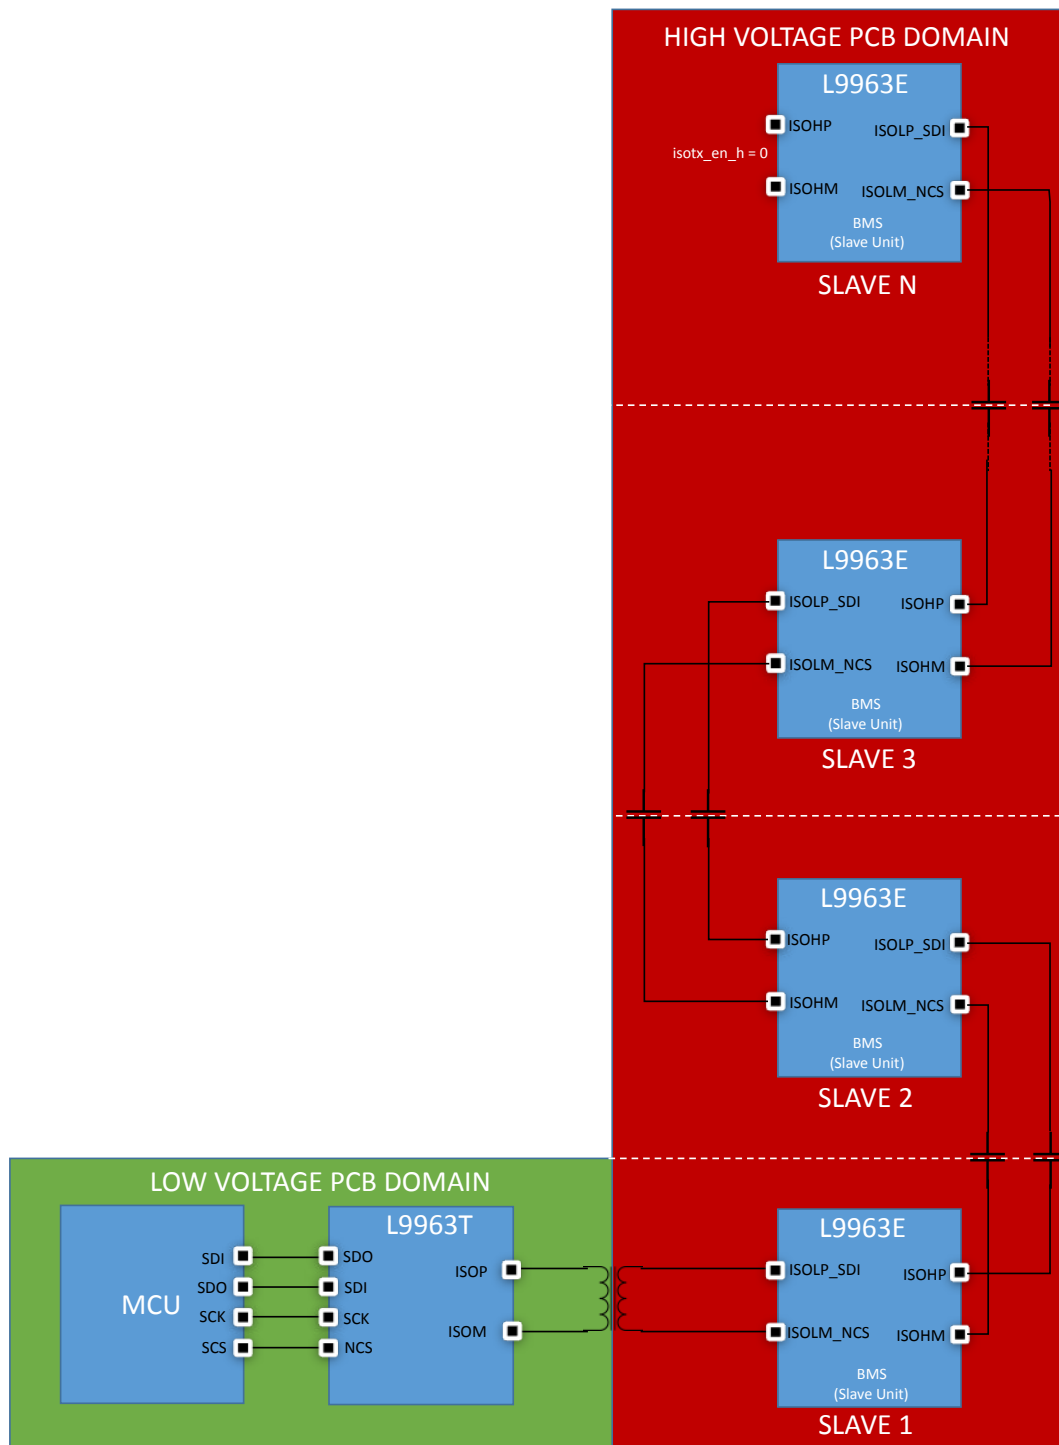 HIGH VOLTAGE PCB DOMAIN
L9963E
ISOHP
ISOLP_SDI
isotx_en_h = 0
ISOHM
ISOLM_NCS
BMS
(Slave Unit)
SLAVE N
L9963E
ISOLP_SDI
ISOHP
ISOLM_NCS
ISOHM
BMS
(Slave Unit)
SLAVE 3
L9963E
ISOHP
ISOLP_SDI
ISOHM
ISOLM_NCS
BMS
(Slave Unit)
SLAVE 2
LOW VOLTAGE PCB DOMAIN
MCU
SDI
SDO
SCK
SCS
L9963T
SDO
SDI
SCK
NCS
ISOP
ISOM
L9963E
ISOLP_SDI
ISOHP
ISOLM_NCS
ISOHM
BMS
(Slave Unit)
SLAVE 1